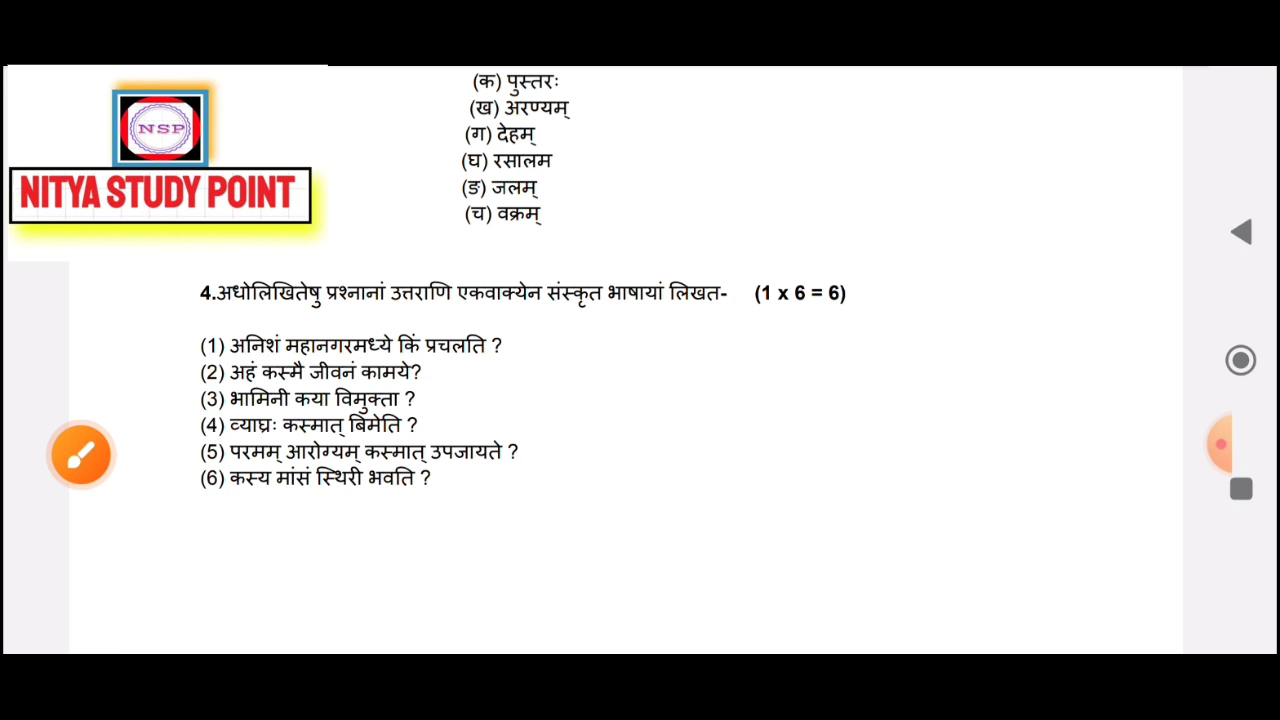 (क) पुस्तरः
(ख) अरण्यम्
(ग) देहम्
(घ) रसालम
(ङ) जलम्
(च) वक्रम्
NSP
NITYA STUDY POINT
4.अधोलिखितेषु प्रश्नानां उत्तराणि एकवाक्येन संस्कृत भाषायां लिखत- (1 x 6 = 6)
(1) अनिशं महानगरमध्ये किं प्रचलति ?
(2) अहं कस्मै जीवनं कामये?
(3) भामिनी कया विमुक्ता ?
(4) व्याघ्रः कस्मात् बिमेति ?
(5) परमम् आरोग्यम् कस्मात् उपजायते ?
(6) कस्य मांसं स्थिरी भवति ?